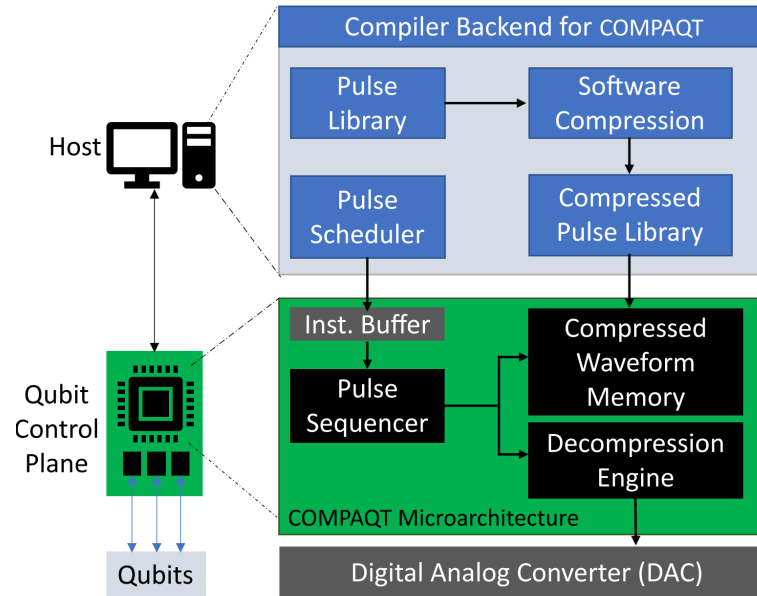 Compiler Backend for COMPAQT
Pulse
Library
Software
Compression
Host
Pulse
Scheduler
Compressed
Pulse Library
Inst. Buffer
Compressed
Waveform
Memory
Pulse
Sequencer
Qubit
Control
Plane
Decompression
Engine
COMPAQT Microarchitecture
Qubits
Digital Analog Converter (DAC)